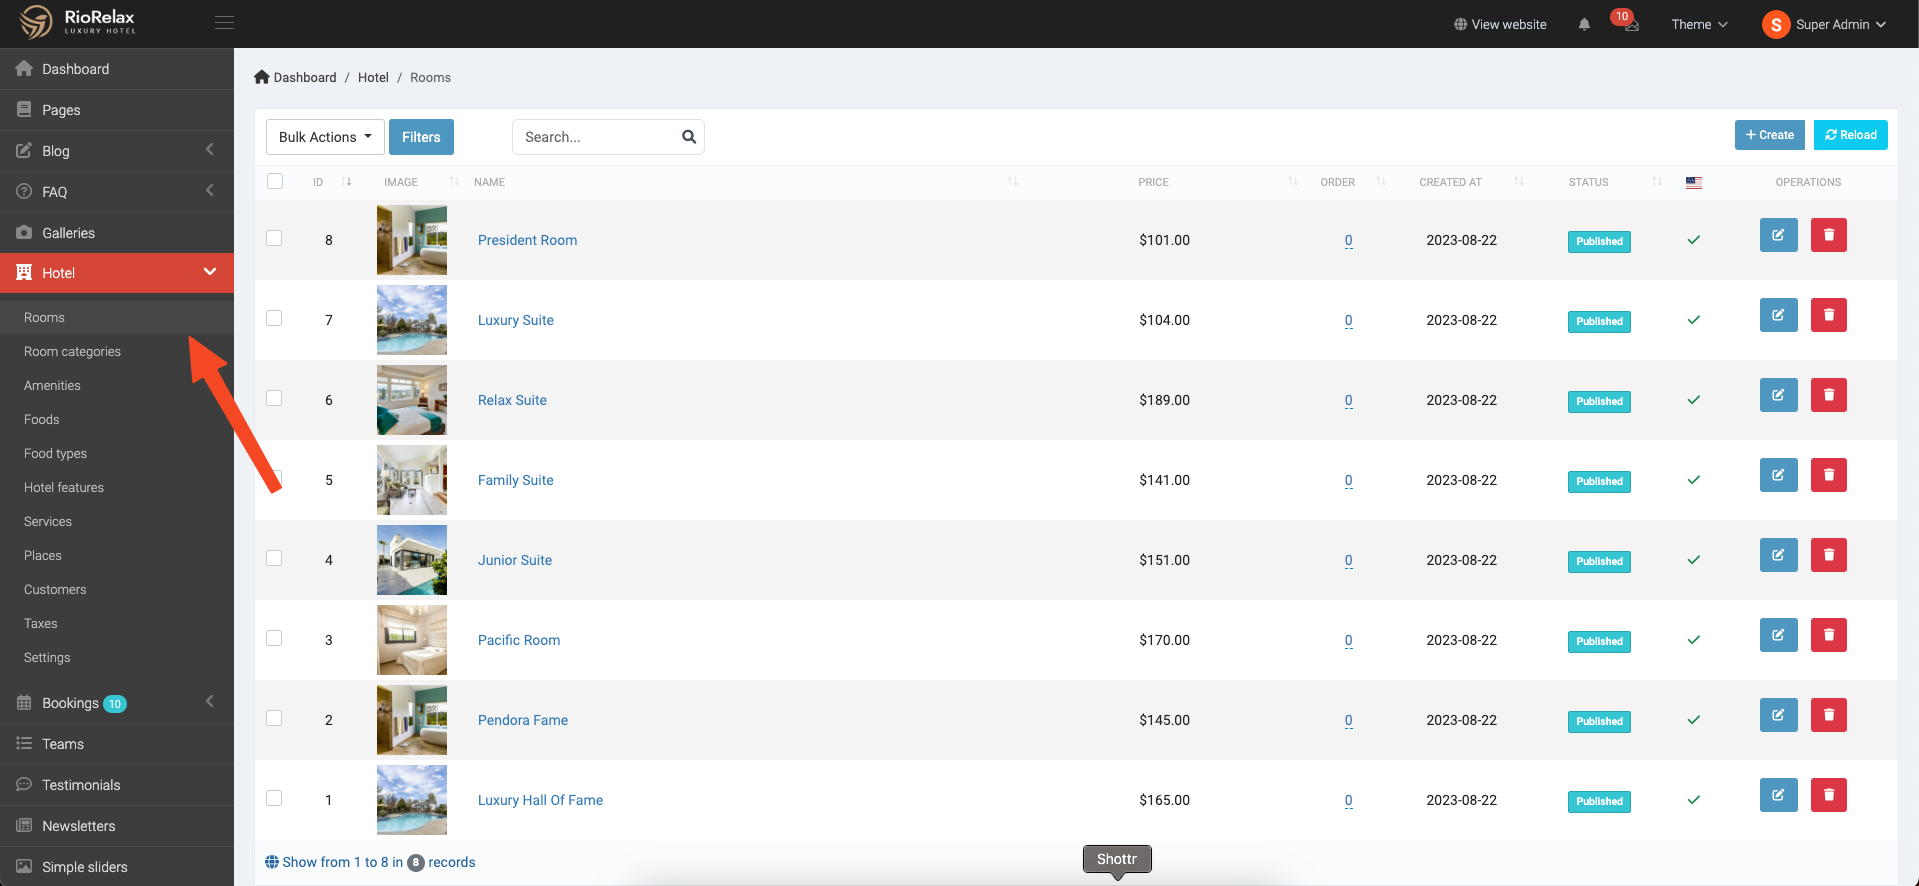 RioRelax
LUXURY HOTEL
View website
10
Theme
S
Super Admin
Dashboard
Pages
Blog
FAQ
Galleries
Hotel
Rooms
Room categories
Amenities
Foods
Food types
Hotel features
Services
Places
Customers
Taxes
Settings
Bookings 10
Teams
Testimonials
Newsletters
Simple sliders
Dashboard / Hotel / Rooms
Bulk Actions Filters Search... Create Reload
ID IMAGE NAME PRICE ORDER CREATED AT STATUS OPERATIONS
8 President Room $101.00 0 2023-08-22 Published
7 Luxury Suite $104.00 0 2023-08-22 Published
6 Relax Suite $189.00 0 2023-08-22 Published
5 Family Suite $141.00 0 2023-08-22 Published
4 Junior Suite $151.00 0 2023-08-22 Published
3 Pacific Room $170.00 0 2023-08-22 Published
2 Pendora Fame $145.00 0 2023-08-22 Published
1 Luxury Hall Of Fame $165.00 0 2023-08-22 Published
Show from 1 to 8 in 8 records
Shottr